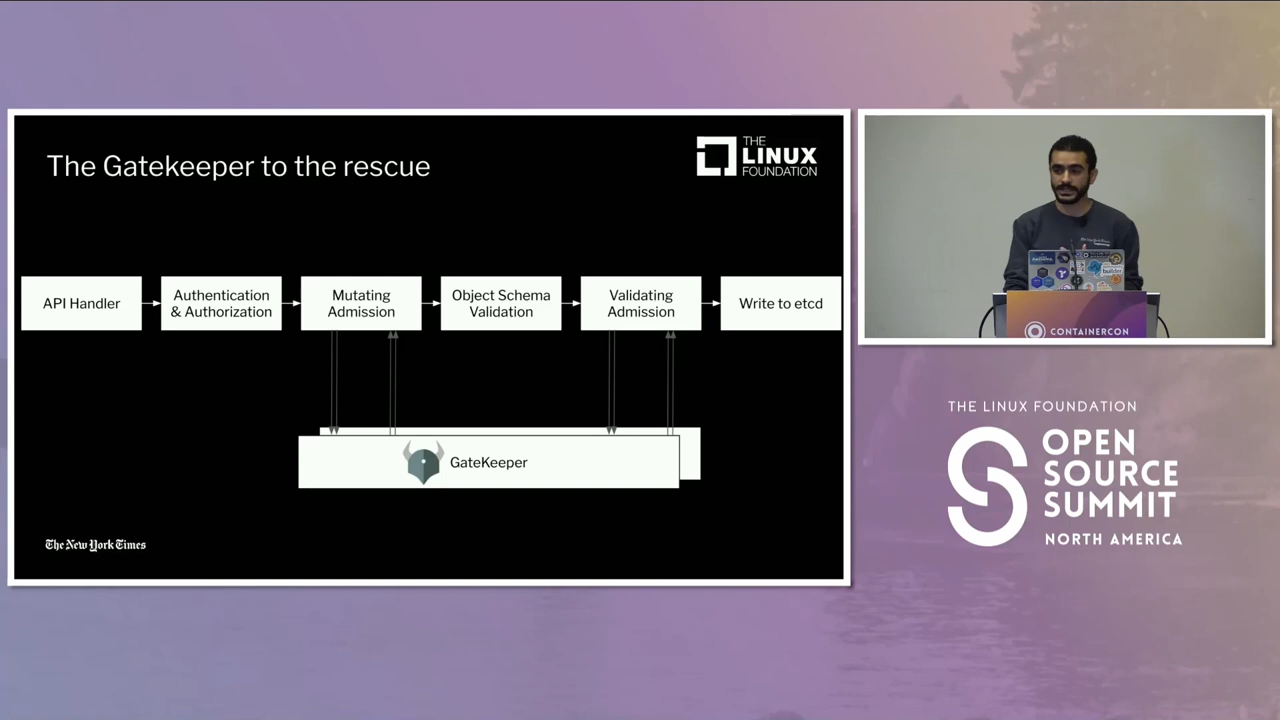 The Gatekeeper to the rescue
THE
LINUX
FOUNDATION
API Handler
Authentication
& Authorization
Mutating
Admission
Object Schema
Validation
Validating
Admission
Write to etcd
GateKeeper
The New York Times
builder
CONTAINERCON
THE LINUX FOUNDATION
OPEN
SOURCE
SUMMIT
NORTH AMERICA